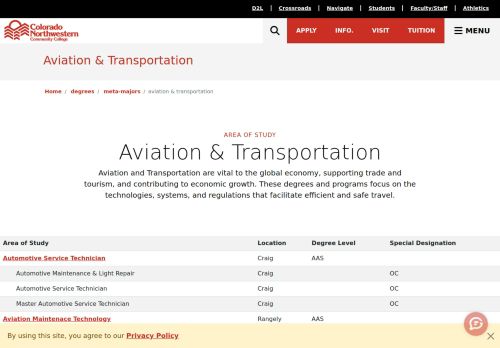 D2L | Crossroads | Navigate | Students | Faculty/Staff | Athletics
Colorado
Northwestern
Community College
APPLY INFO. VISIT TUITION MENU
Aviation & Transportation
Home / degrees / meta-majors / aviation & transportation
AREA OF STUDY
Aviation & Transportation
Aviation and Transportation are vital to the global economy, supporting trade and
tourism, and contributing to economic growth. These degrees and programs focus on the
technologies, systems, and regulations that facilitate efficient and safe travel.
Area of Study Location Degree Level Special Designation
Automotive Service Technician Craig AAS
Automotive Maintenance & Light Repair Craig OC
Automotive Service Technician Craig OC
Master Automotive Service Technician Craig OC
Aviation Maintenace Technology Rangely AAS
By using this site, you agree to our Privacy Policy